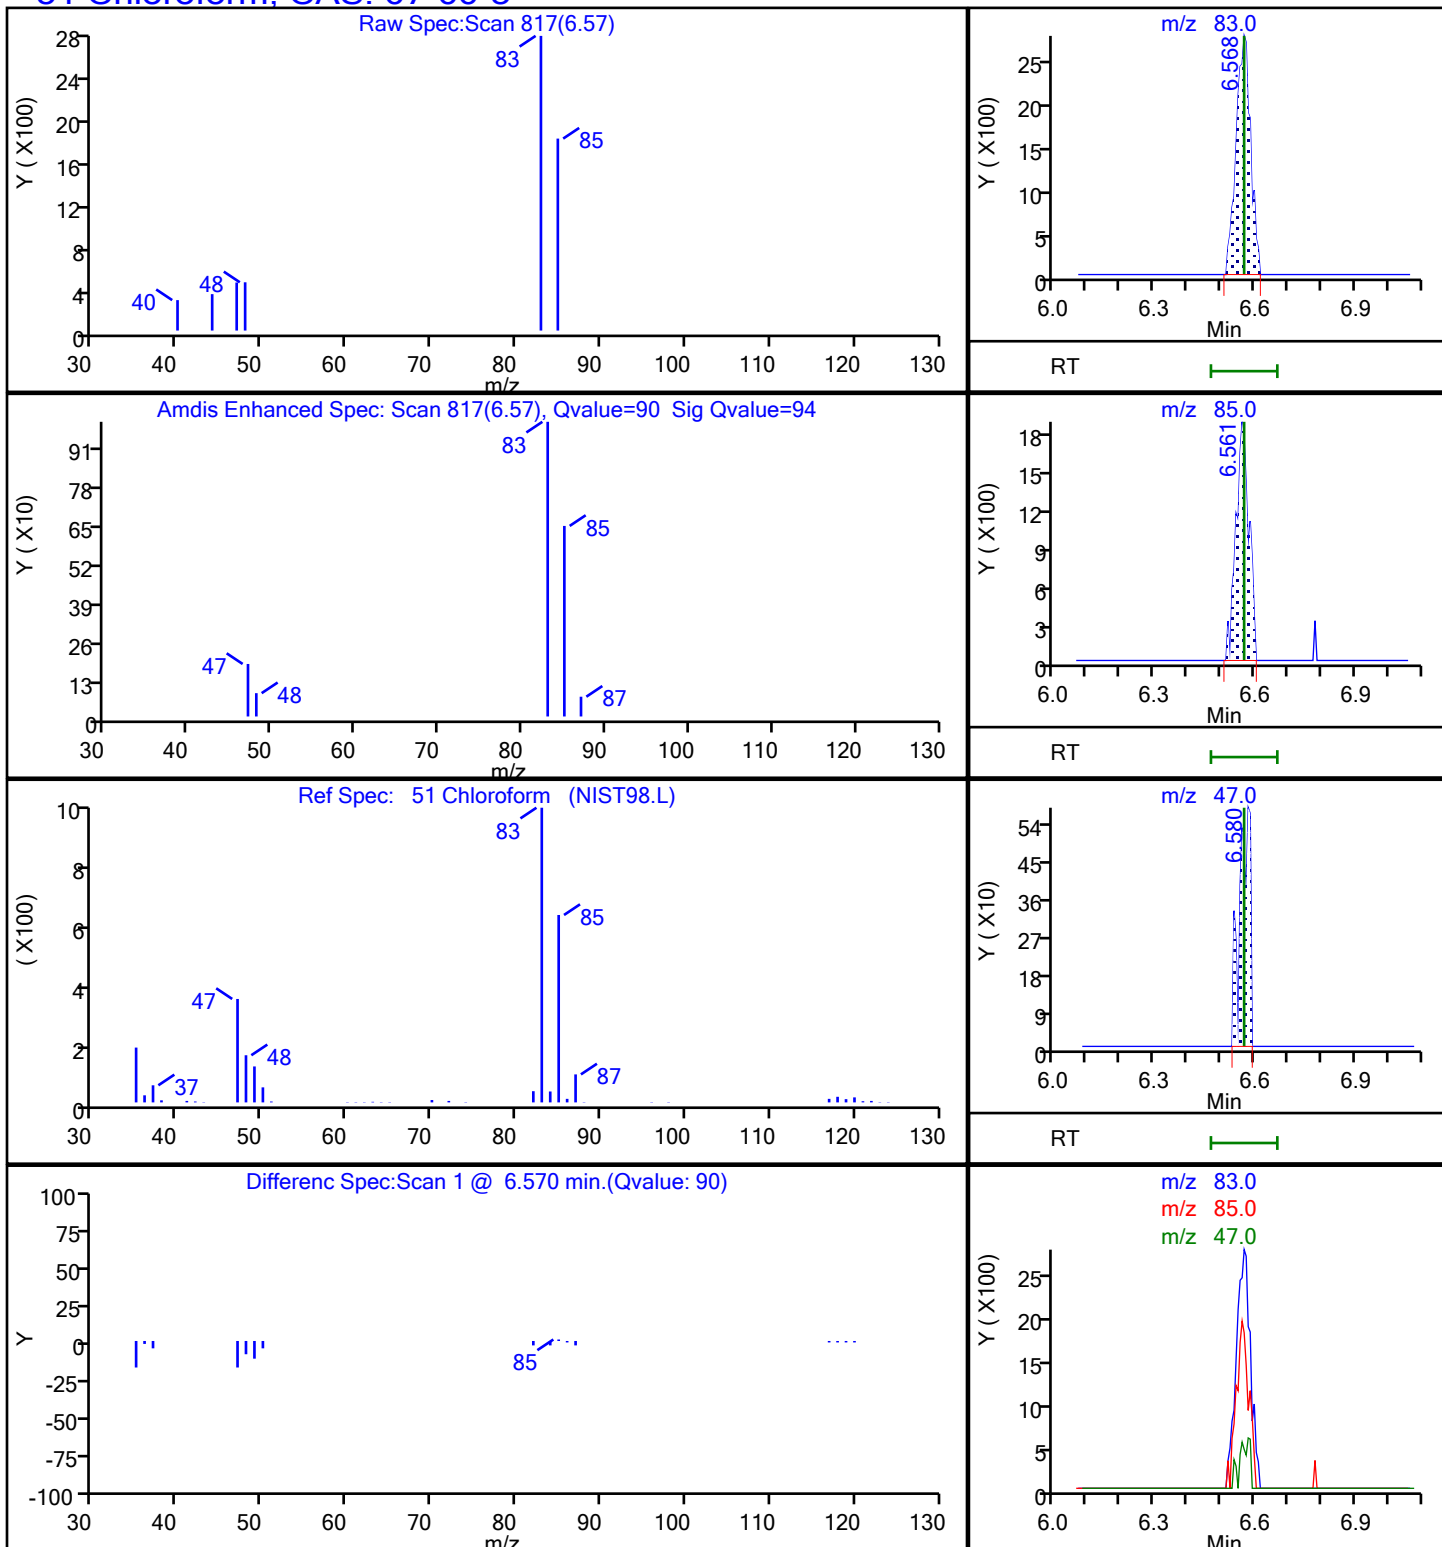 51 Chloroform, CAS: 67-66-3
Raw Spec:Scan 817(6.57)
Y ( X100)
28
24
20
16
12
8
4
0
83
85
48
40
30 40 50 60 70 80 90 100 110 120 130
m/z
m/z 83.0
Y ( X100)
25
20
15
10
5
0
6.568
6.0 6.3 6.6 6.9
Min
RT
Amdis Enhanced Spec: Scan 817(6.57), Qvalue=90 Sig Qvalue=94
Y ( X10)
91
78
65
52
39
26
13
0
83
85
47
48
87
30 40 50 60 70 80 90 100 110 120 130
m/z
m/z 85.0
Y ( X100)
18
15
12
9
6
3
0
6.561
6.0 6.3 6.6 6.9
Min
RT
Ref Spec: 51 Chloroform (NIST98.L)
( X100)
10
8
6
4
2
0
83
85
47
48
37
87
30 40 50 60 70 80 90 100 110 120 130
m/z 47.0
Y ( X10)
54
45
36
27
18
9
0
6.580
6.0 6.3 6.6 6.9
Min
RT
Differenc Spec:Scan 1 @ 6.570 min.(Qvalue: 90)
Y
100
75
50
25
0
-25
-50
-75
-100
85
30 40 50 60 70 80 90 100 110 120 130
m/z
m/z 83.0
m/z 85.0
m/z 47.0
Y ( X100)
25
20
15
10
5
0
6.0 6.3 6.6 6.9
Min